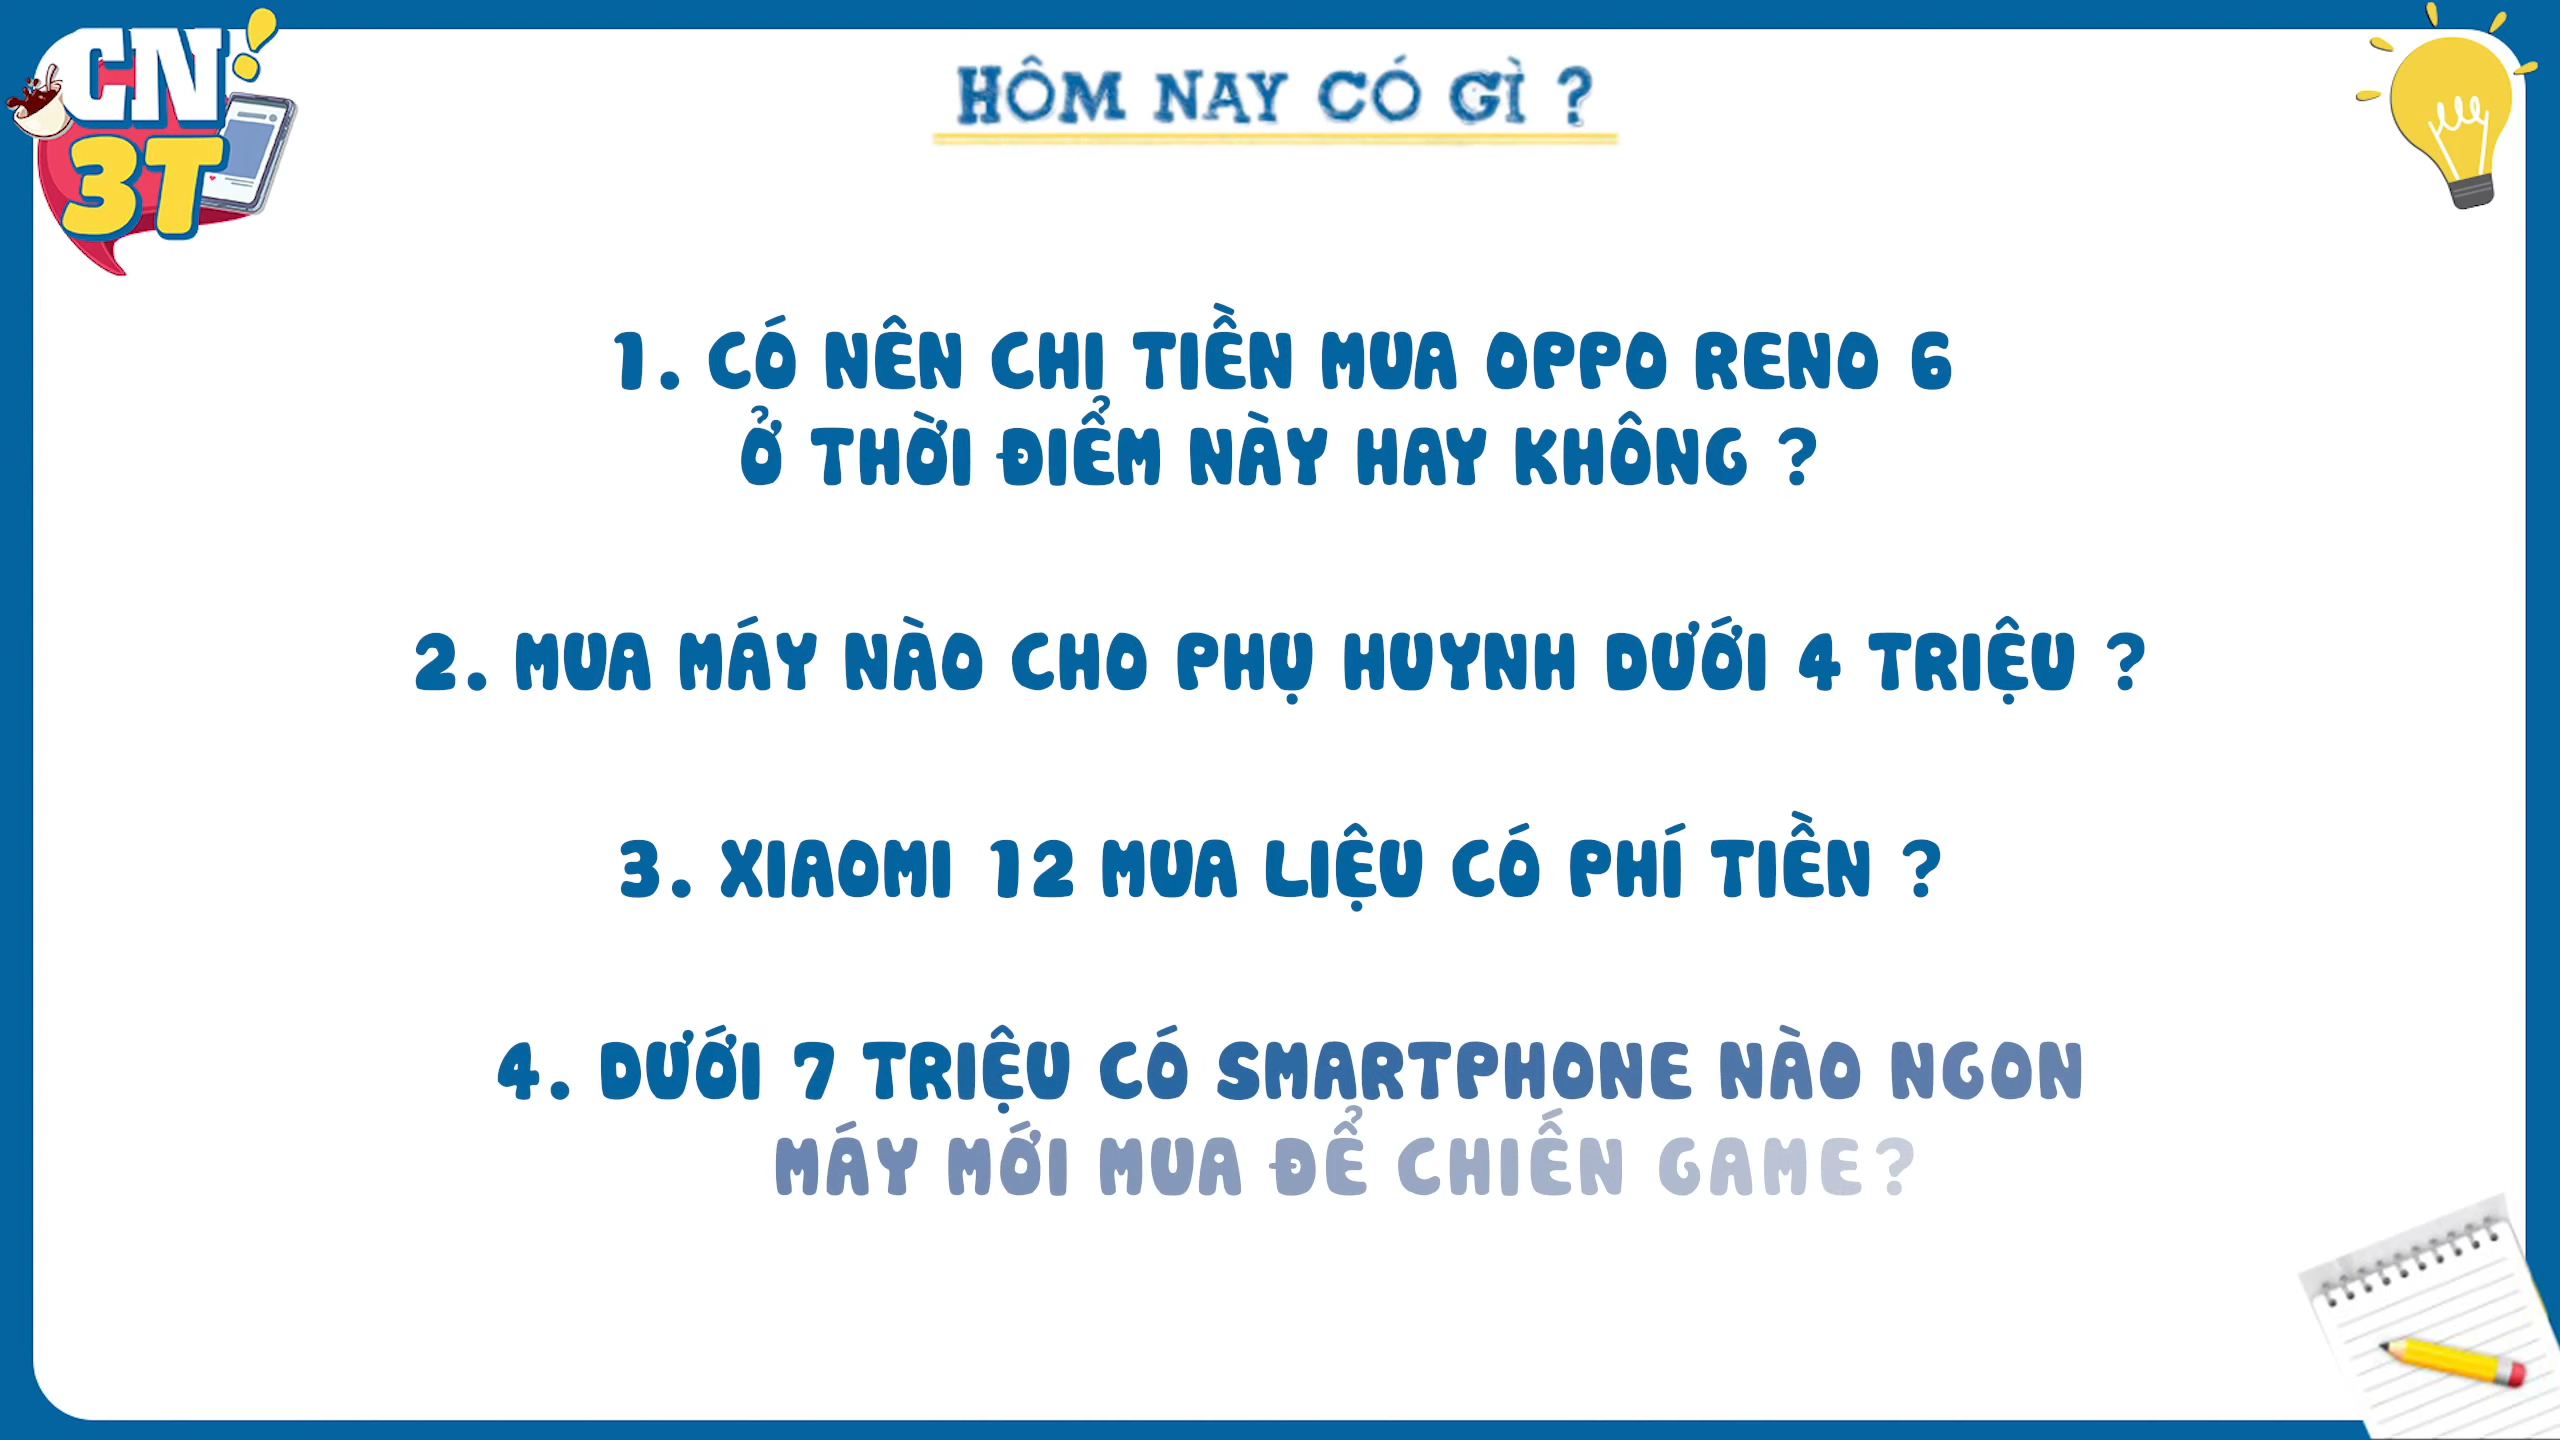 CN!
3T
HÔM NAY CÓ GÌ ?
1. CÓ NÊN CHI TIỀN MUA OPPO RENO 6
Ở THỜI ĐIỂM NÀY HAY KHÔNG ?
2. MUA MÁY NÀO CHO PHỤ HUYNH DƯỚI 4 TRIỆU ?
3. XIAOMI 12 MUA LIỆU CÓ PHÍ TIỀN ?
4. DƯỚI 7 TRIỆU CÓ SMARTPHONE NÀO NGON
MÁY MỚI MUA ĐỂ CHIẾN GAME?